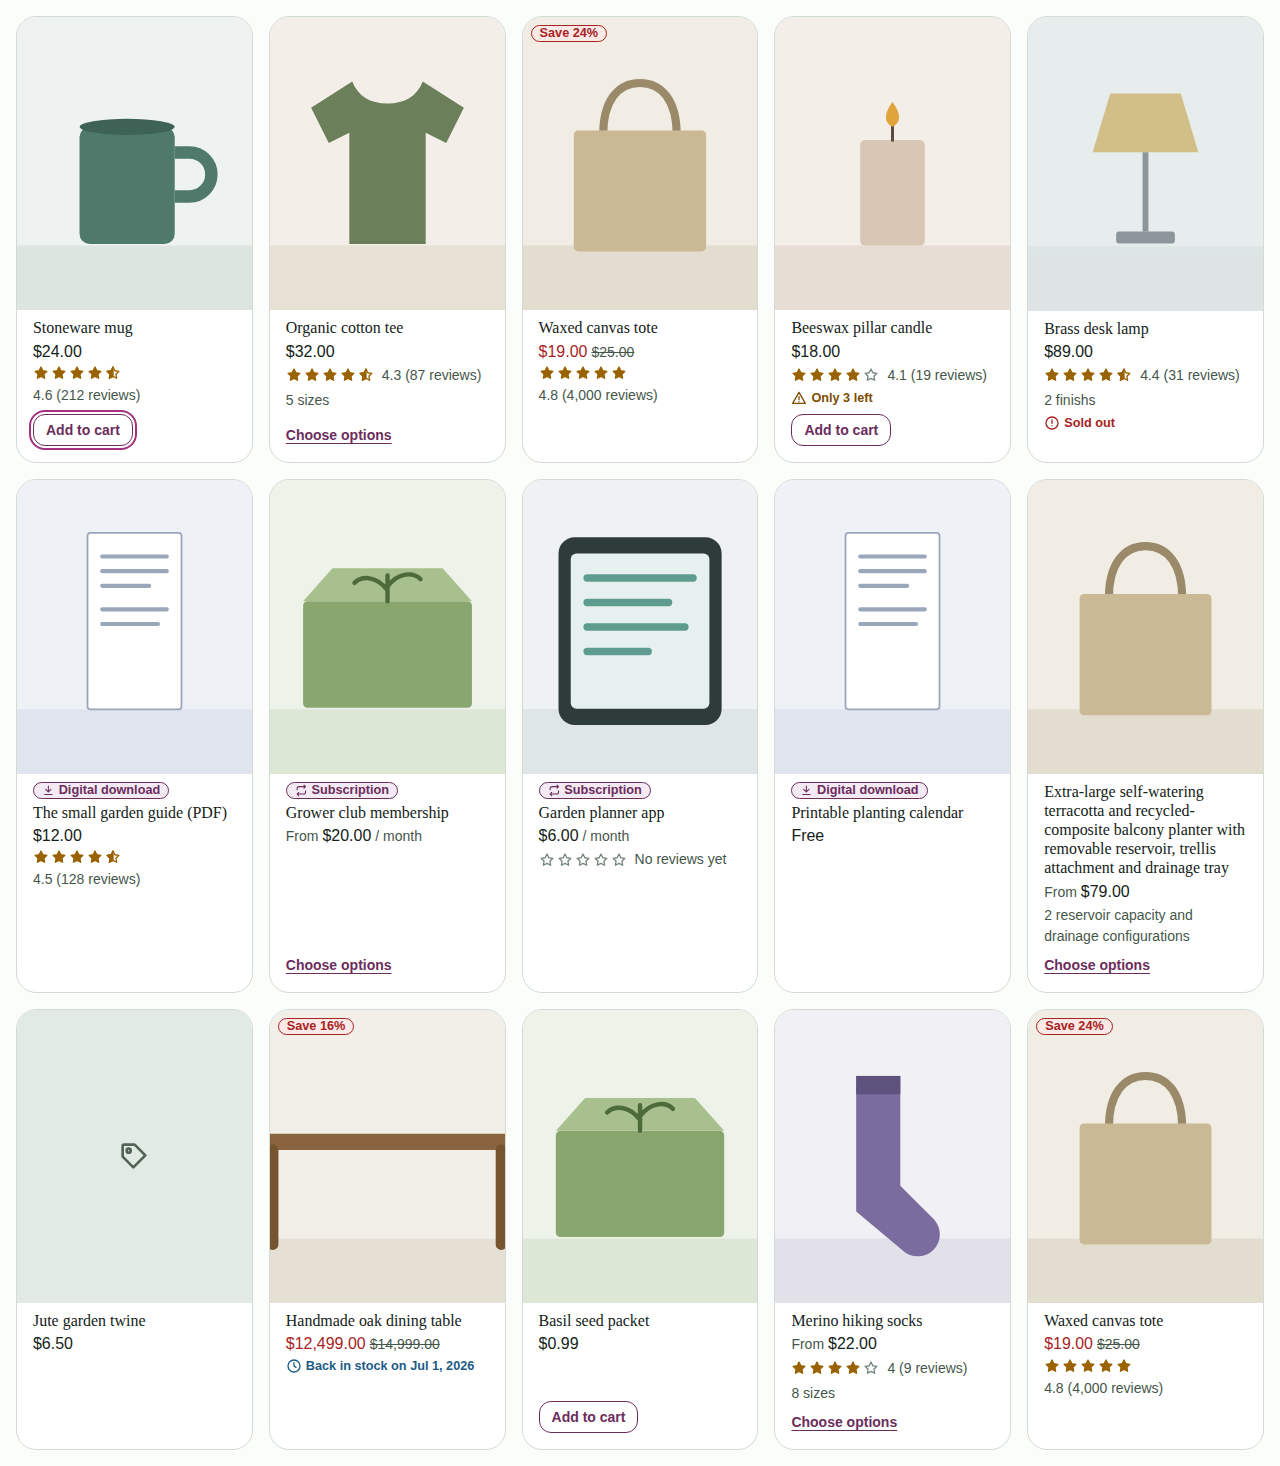 Stoneware mug
$24.00
4.6 (212 reviews)
Add to cart
Organic cotton tee
$32.00
4.3 (87 reviews)
5 sizes
Choose options
Save 24%
Waxed canvas tote
$19.00 $25.00
4.8 (4,000 reviews)
Beeswax pillar candle
$18.00
4.1 (19 reviews)
Only 3 left
Add to cart
Brass desk lamp
$89.00
4.4 (31 reviews)
2 finishs
Sold out
Digital download
The small garden guide (PDF)
$12.00
4.5 (128 reviews)
Subscription
Grower club membership
From $20.00 / month
Choose options
Subscription
Garden planner app
$6.00 / month
No reviews yet
Digital download
Printable planting calendar
Free
Extra-large self-watering
terracotta and recycled-
composite balcony planter with
removable reservoir, trellis
attachment and drainage tray
From $79.00
2 reservoir capacity and
drainage configurations
Choose options
Jute garden twine
$6.50
Save 16%
Handmade oak dining table
$12,499.00 $14,999.00
Back in stock on Jul 1, 2026
Basil seed packet
$0.99
Add to cart
Merino hiking socks
From $22.00
4 (9 reviews)
8 sizes
Choose options
Save 24%
Waxed canvas tote
$19.00 $25.00
4.8 (4,000 reviews)